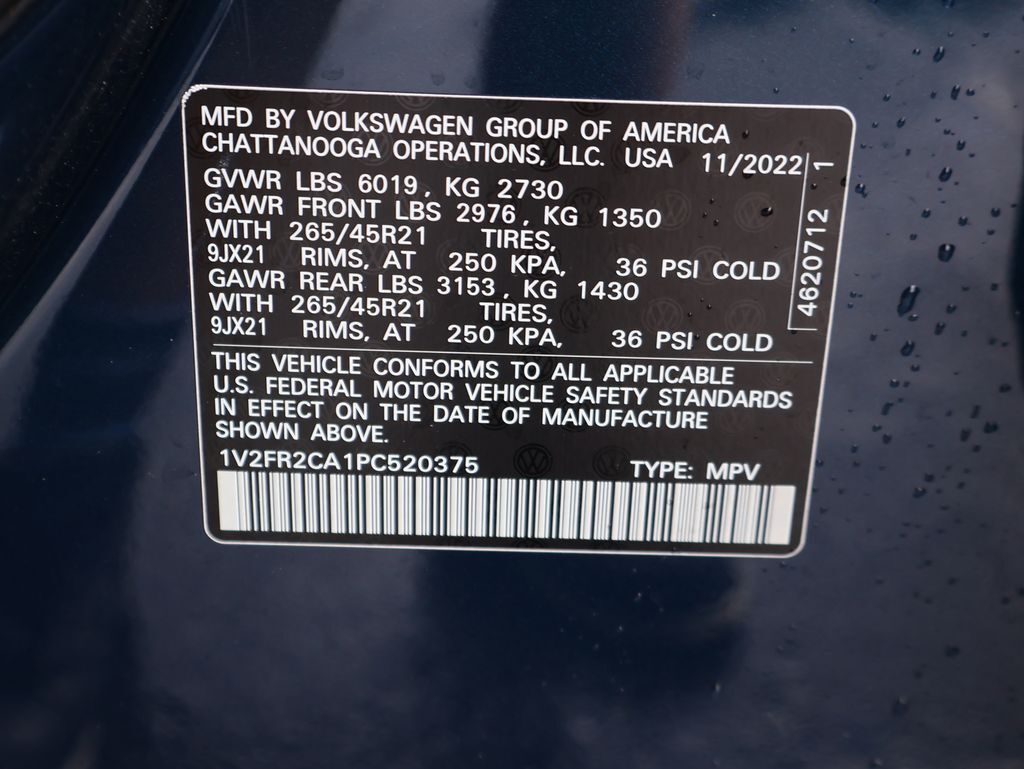 MFD BY VOLKSWAGEN GROUP OF AMERICA
CHATTANOOGA OPERATIONS, LLC. USA 11/2022
GVWR LBS 6019, KG 2730
GAWR FRONT LBS 2976, KG 1350
WITH 265/45R21 TIRES,
9JX21 RIMS, AT 250 KPA, 36 PSI COLD
GAWR REAR LBS 3153, KG 1430
WITH 265/45R21 TIRES,
9JX21 RIMS, AT 250 KPA, 36 PSI COLD
4620712 1
THIS VEHICLE CONFORMS TO ALL APPLICABLE
U.S. FEDERAL MOTOR VEHICLE SAFETY STANDARDS
IN EFFECT ON THE DATE OF MANUFACTURE
SHOWN ABOVE.
1V2FR2CA1PC520375 TYPE: MPV